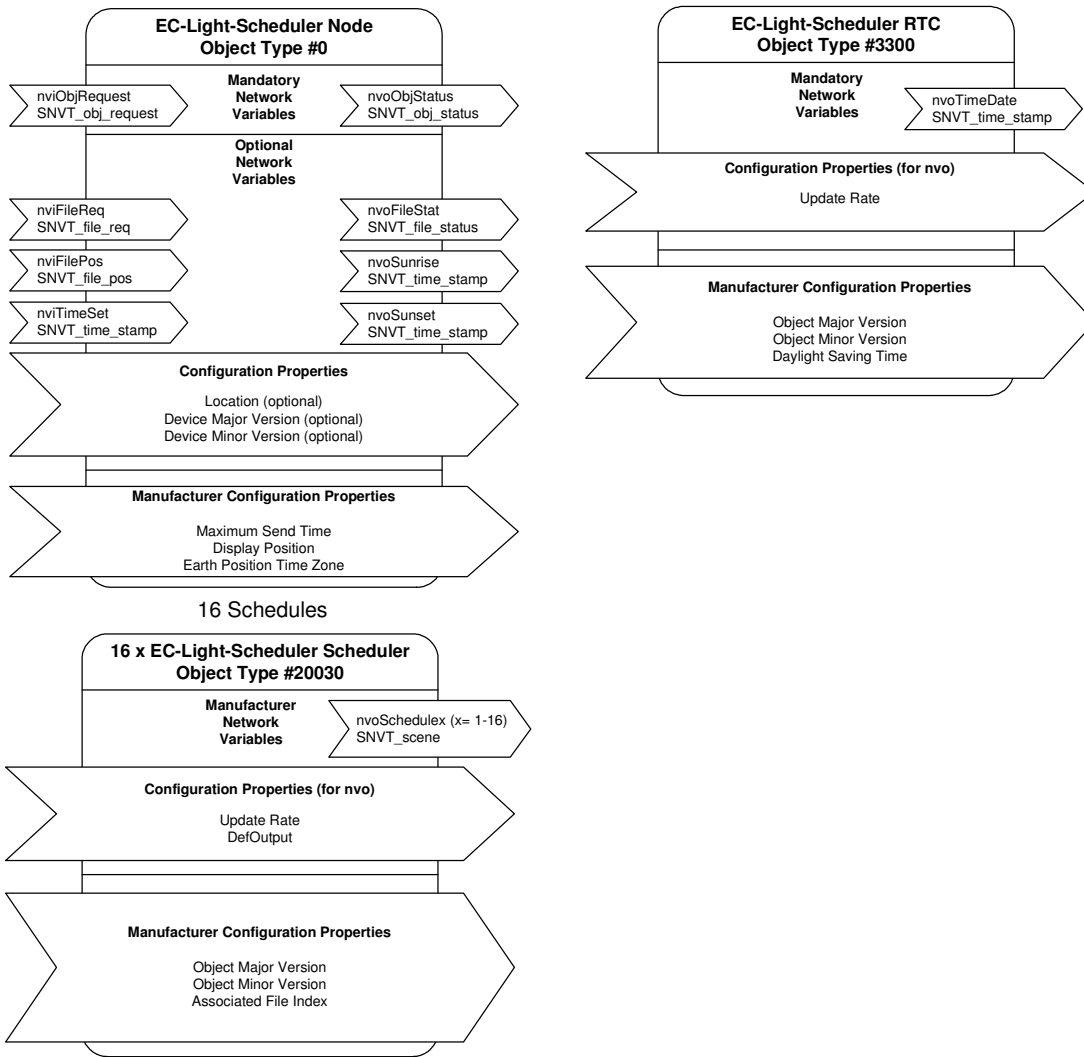 EC-Light-Scheduler Node
Object Type #0
Mandatory
Network
Variables
nviObjRequest
SNVT_obj_request
nvoObjStatus
SNVT_obj_status
Optional
Network
Variables
nviFileReq
SNVT_file_req
nvoFileStat
SNVT_file_status
nviFilePos
SNVT_file_pos
nvoSunrise
SNVT_time_stamp
nviTimeSet
SNVT_time_stamp
nvoSunset
SNVT_time_stamp
Configuration Properties
Location (optional)
Device Major Version (optional)
Device Minor Version (optional)
Manufacturer Configuration Properties
Maximum Send Time
Display Position
Earth Position Time Zone
EC-Light-Scheduler RTC
Object Type #3300
Mandatory
Network
Variables
nvoTimeDate
SNVT_time_stamp
Configuration Properties (for nvo)
Update Rate
Manufacturer Configuration Properties
Object Major Version
Object Minor Version
Daylight Saving Time
16 Schedules
16 x EC-Light-Scheduler Scheduler
Object Type #20030
Manufacturer
Network
Variables
nvoSchedulex (x= 1-16)
SNVT_scene
Configuration Properties (for nvo)
Update Rate
DefOutput
Manufacturer Configuration Properties
Object Major Version
Object Minor Version
Associated File Index